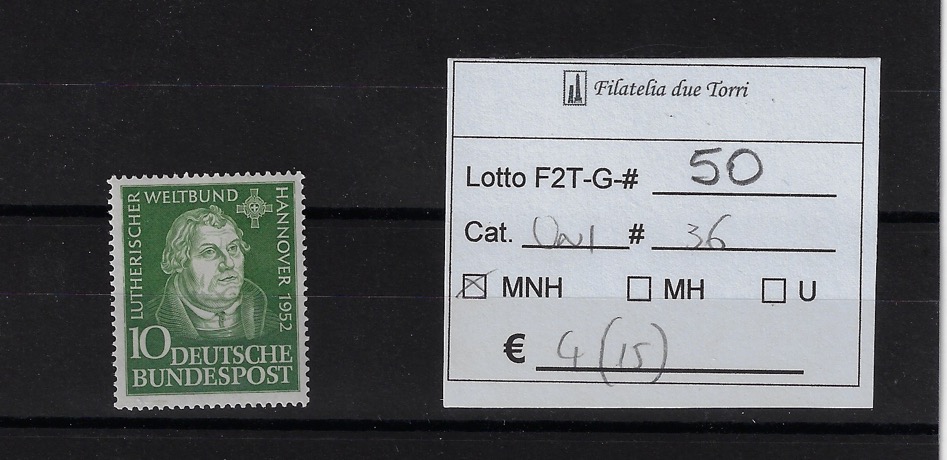 LUTHERISCHER WELTBUND HANNOVER 1952
10 DEUTSCHE
BUNDESPOST
Filatelia due Torri
Lotto F2T-G-# 50
Cat. Unif # 36
MNH MH U
€ 4 (15)